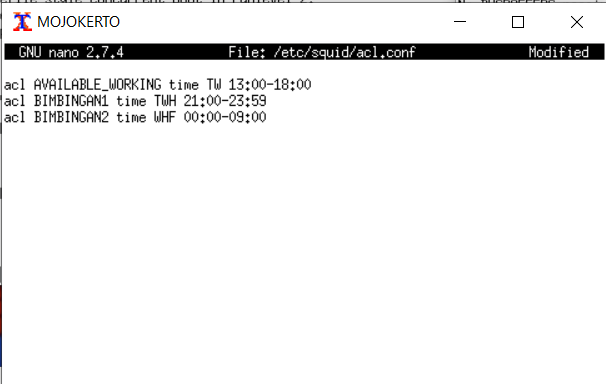 MOJOKERTO
GNU nano 2.7.4 File: /etc/squid/acl.conf Modified
acl AVAILABLE_WORKING time TW 13:00-18:00
acl BIMBINGAN1 time TWH 21:00-23:59
acl BIMBINGAN2 time WHF 00:00-09:00